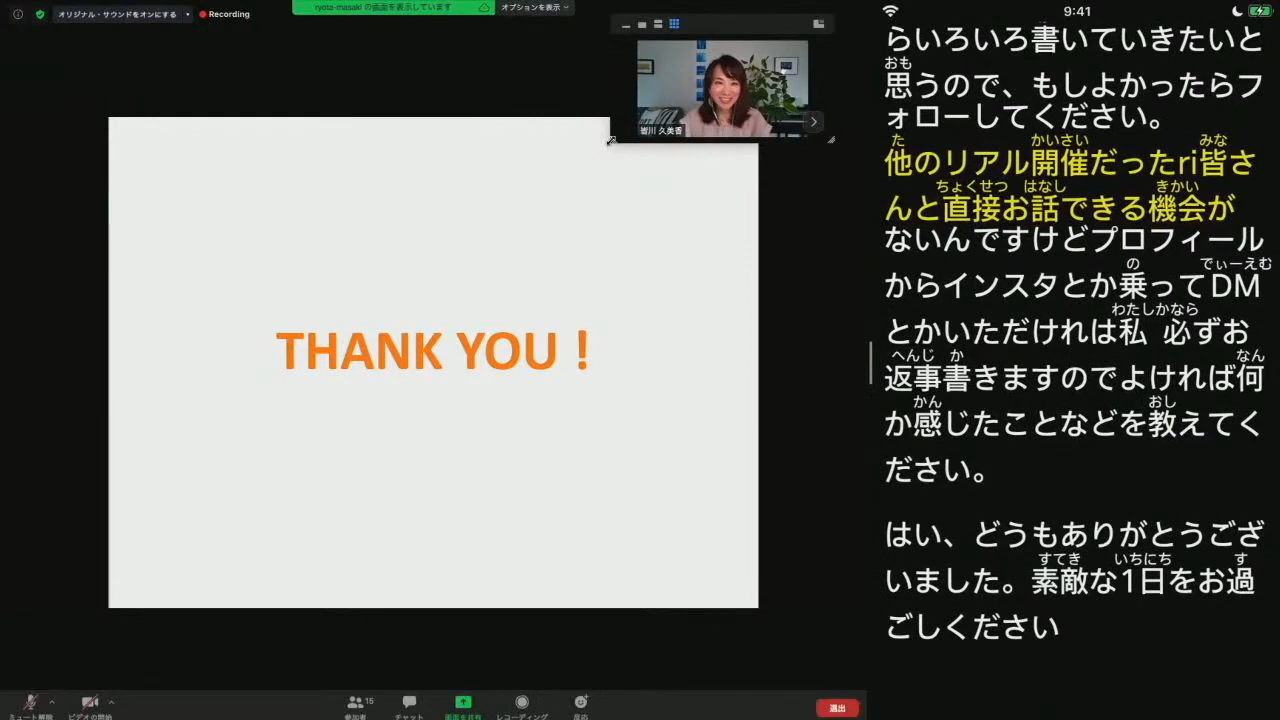 オリジナル・サウンドをオンにする
Recording
ryota-masaki の画面を表示しています
オプションを表示
皆川 久美香
THANK YOU !
ミュート解除
ビデオの開始
15
参加者
チャット
画面を共有
レコーディング
反応
退出
9:41
らいろいろ書いていきたいと
おも
思うので、もしよかったらフ
ォローしてください。
た かいさい みな
他のリアル開催だったri皆さ
ちょくせつ はなし きかい
んと直接お話できる機会が
ないんですけどプロフィール
の でぃーえむ
からインスタとか乗ってDM
わたしかなら
とかいただければ私 必ずお
へんじ か なん
返事書きますのでよければ何
かん おし
か感じたことなどを教えてく
ださい。
はい、どうもありがとうござ
すてき いちにち す
いました。素敵な1日をお過
ごしください